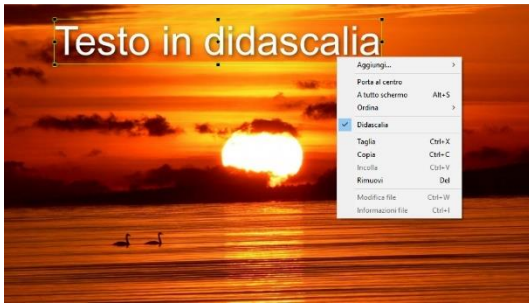 Testo in didascalia
Aggiungi...
Porta al centro
A tutto schermo Alt+S
Ordina
Didascalia
Taglia Ctrl+X
Copia Ctrl+C
Incolla Ctrl+V
Rimuovi Del
Modifica file Ctrl+W
Informazioni file Ctrl+I